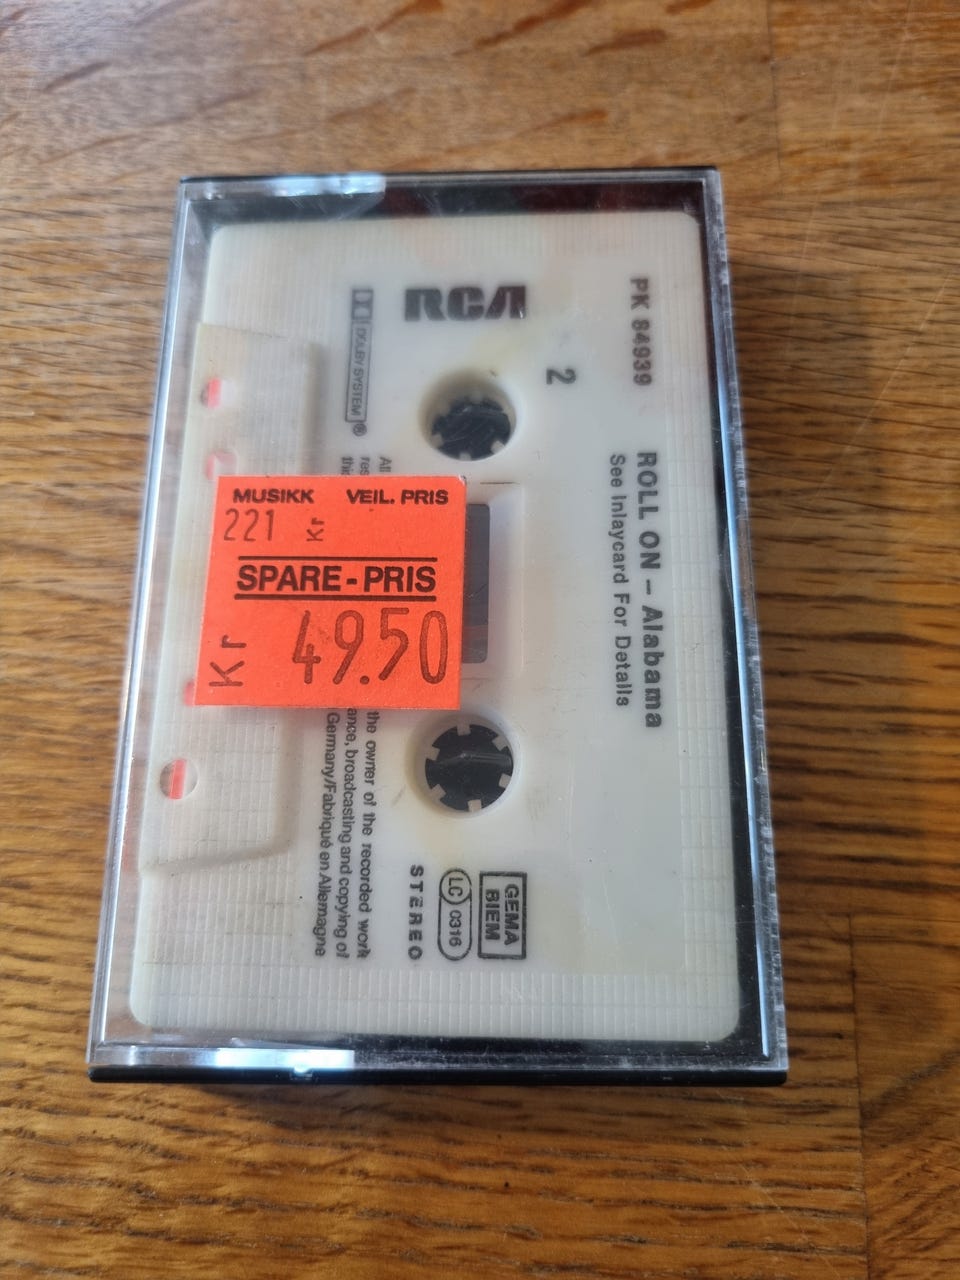 PK 84939
ROLL ON – Alabama
See Inlaycard For Details
2
RCA
DOLBY SYSTEM ®
MUSIKK VEIL. PRIS
221 Kr
SPARE-PRIS
Kr 49.50
GEMA
BIEM
LC 0316
STEREO
All
the owner of the recorded work
res
ance, broadcasting and copying of
Germany/Fabriqué en Allemagne